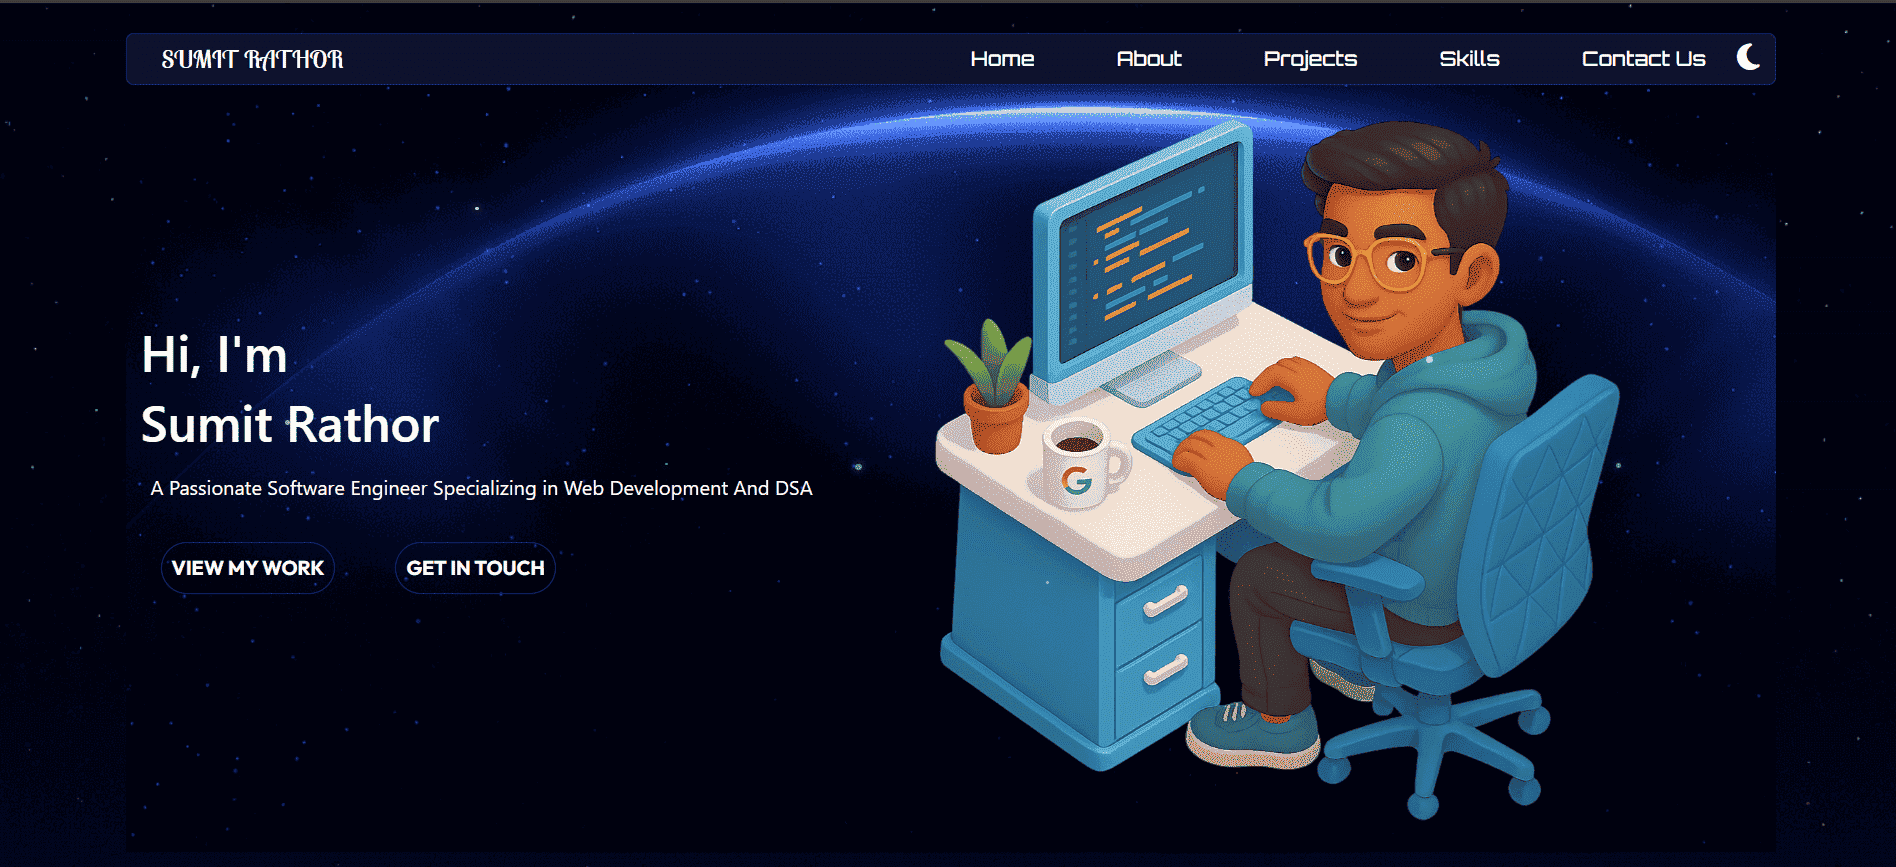 SUMIT RATHOR
Home About Projects Skills Contact Us
Hi, I'm
Sumit Rathor
A Passionate Software Engineer Specializing in Web Development And DSA
VIEW MY WORK GET IN TOUCH
G